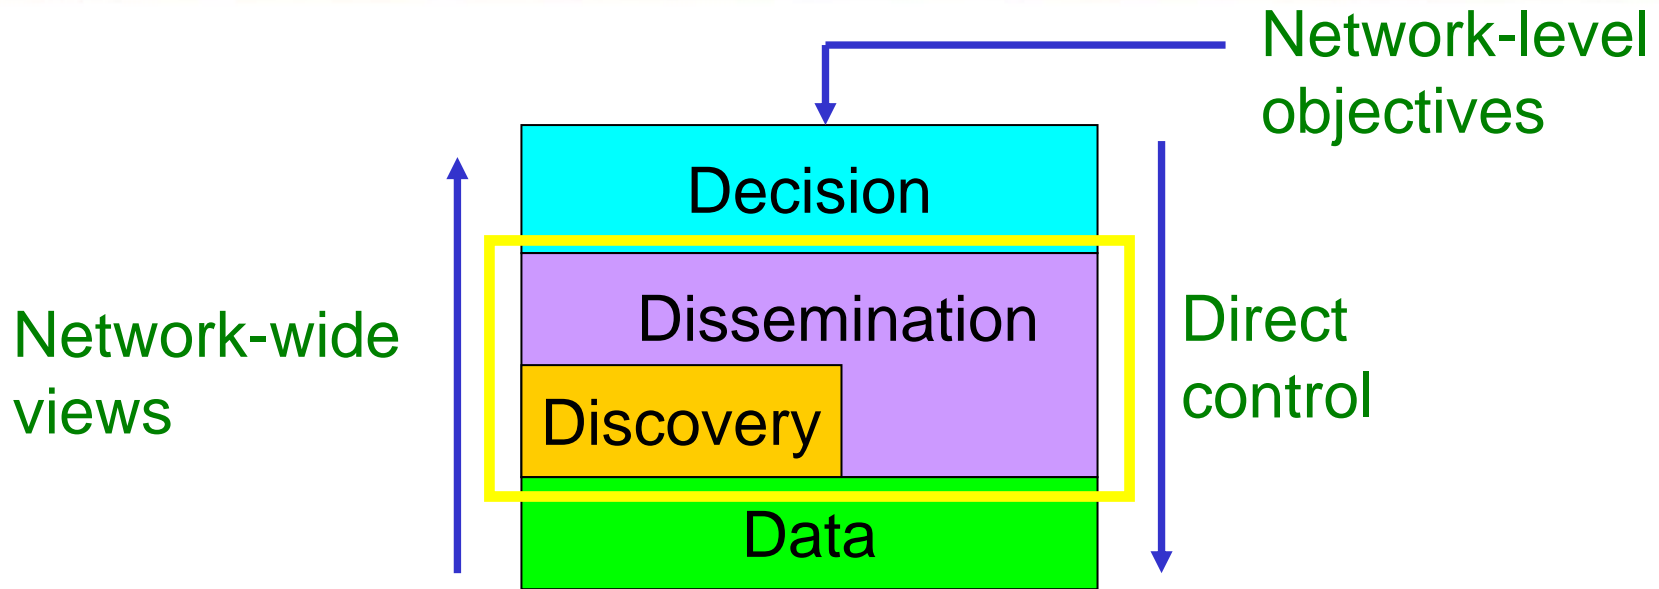 Network-level
objectives
Decision
Network-wide
views
Dissemination
Discovery
Direct
control
Data